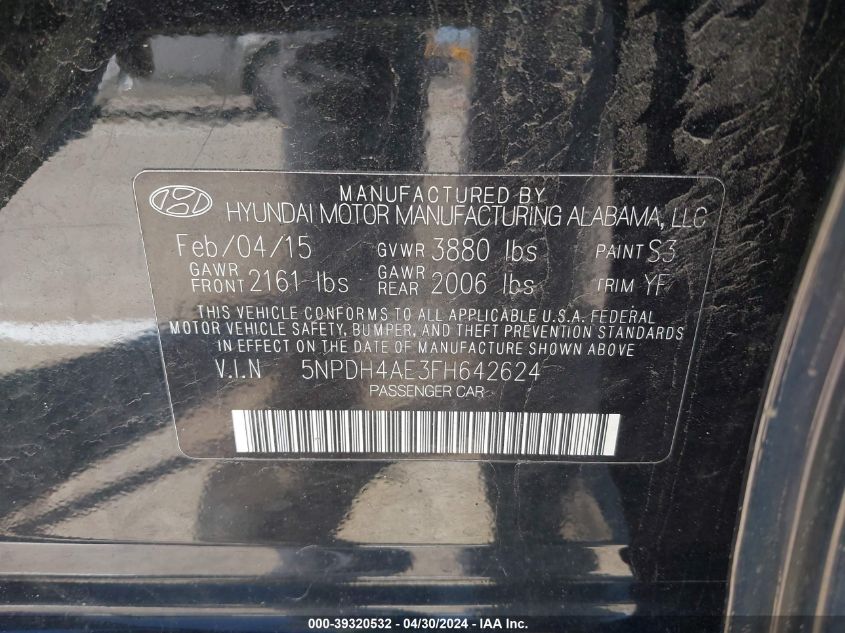 MANUFACTURED BY
HYUNDAI MOTOR MANUFACTURING ALABAMA, LLC
Feb/04/15 GVWR 3880 lbs PAINT S3
GAWR FRONT 2161 lbs GAWR REAR 2006 lbs TRIM YF
THIS VEHICLE CONFORMS TO ALL APPLICABLE U.S.A. FEDERAL
MOTOR VEHICLE SAFETY, BUMPER, AND THEFT PREVENTION STANDARDS
IN EFFECT ON THE DATE OF MANUFACTURE SHOWN ABOVE.
V.I.N 5NPDH4AE3FH642624
PASSENGER CAR
000-39320532 - 04/30/2024 - IAA Inc.